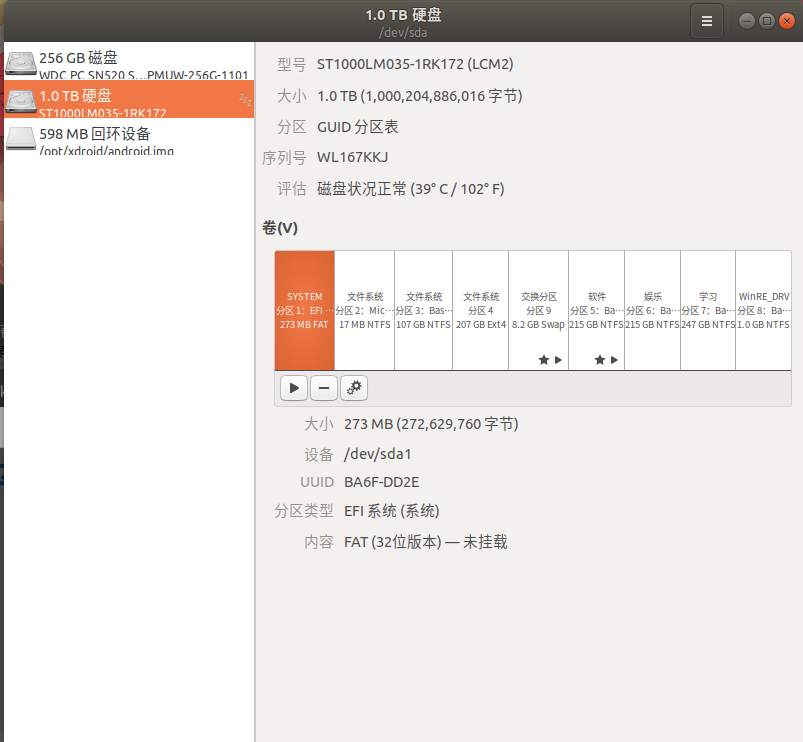 1.0 TB 硬盘
/dev/sda
256 GB 磁盘
WDC PC SN520 S…PMUW-256G-1101
1.0 TB 硬盘
ST1000LM035-1RK172
598 MB 回环设备
/opt/xdroid/android.img
型号 ST1000LM035-1RK172 (LCM2)
大小 1.0 TB (1,000,204,886,016 字节)
分区 GUID 分区表
序列号 WL167KKJ
评估 磁盘状况正常 (39° C / 102° F)
卷(V)
SYSTEM
分区 1: EFI …
273 MB FAT
文件系统
分区 2: Mic…
17 MB NTFS
文件系统
分区 3: Bas…
107 GB NTFS
文件系统
分区 4
207 GB Ext4
交换分区
分区 9
8.2 GB Swap
软件
分区 5: Ba…
215 GB NTFS
娱乐
分区 6: Ba…
215 GB NTFS
学习
分区 7: Ba…
247 GB NTFS
WinRE_DRV
分区 8: Ba…
1.0 GB NTFS
大小 273 MB (272,629,760 字节)
设备 /dev/sda1
UUID BA6F-DD2E
分区类型 EFI 系统 (系统)
内容 FAT (32位版本) — 未挂载